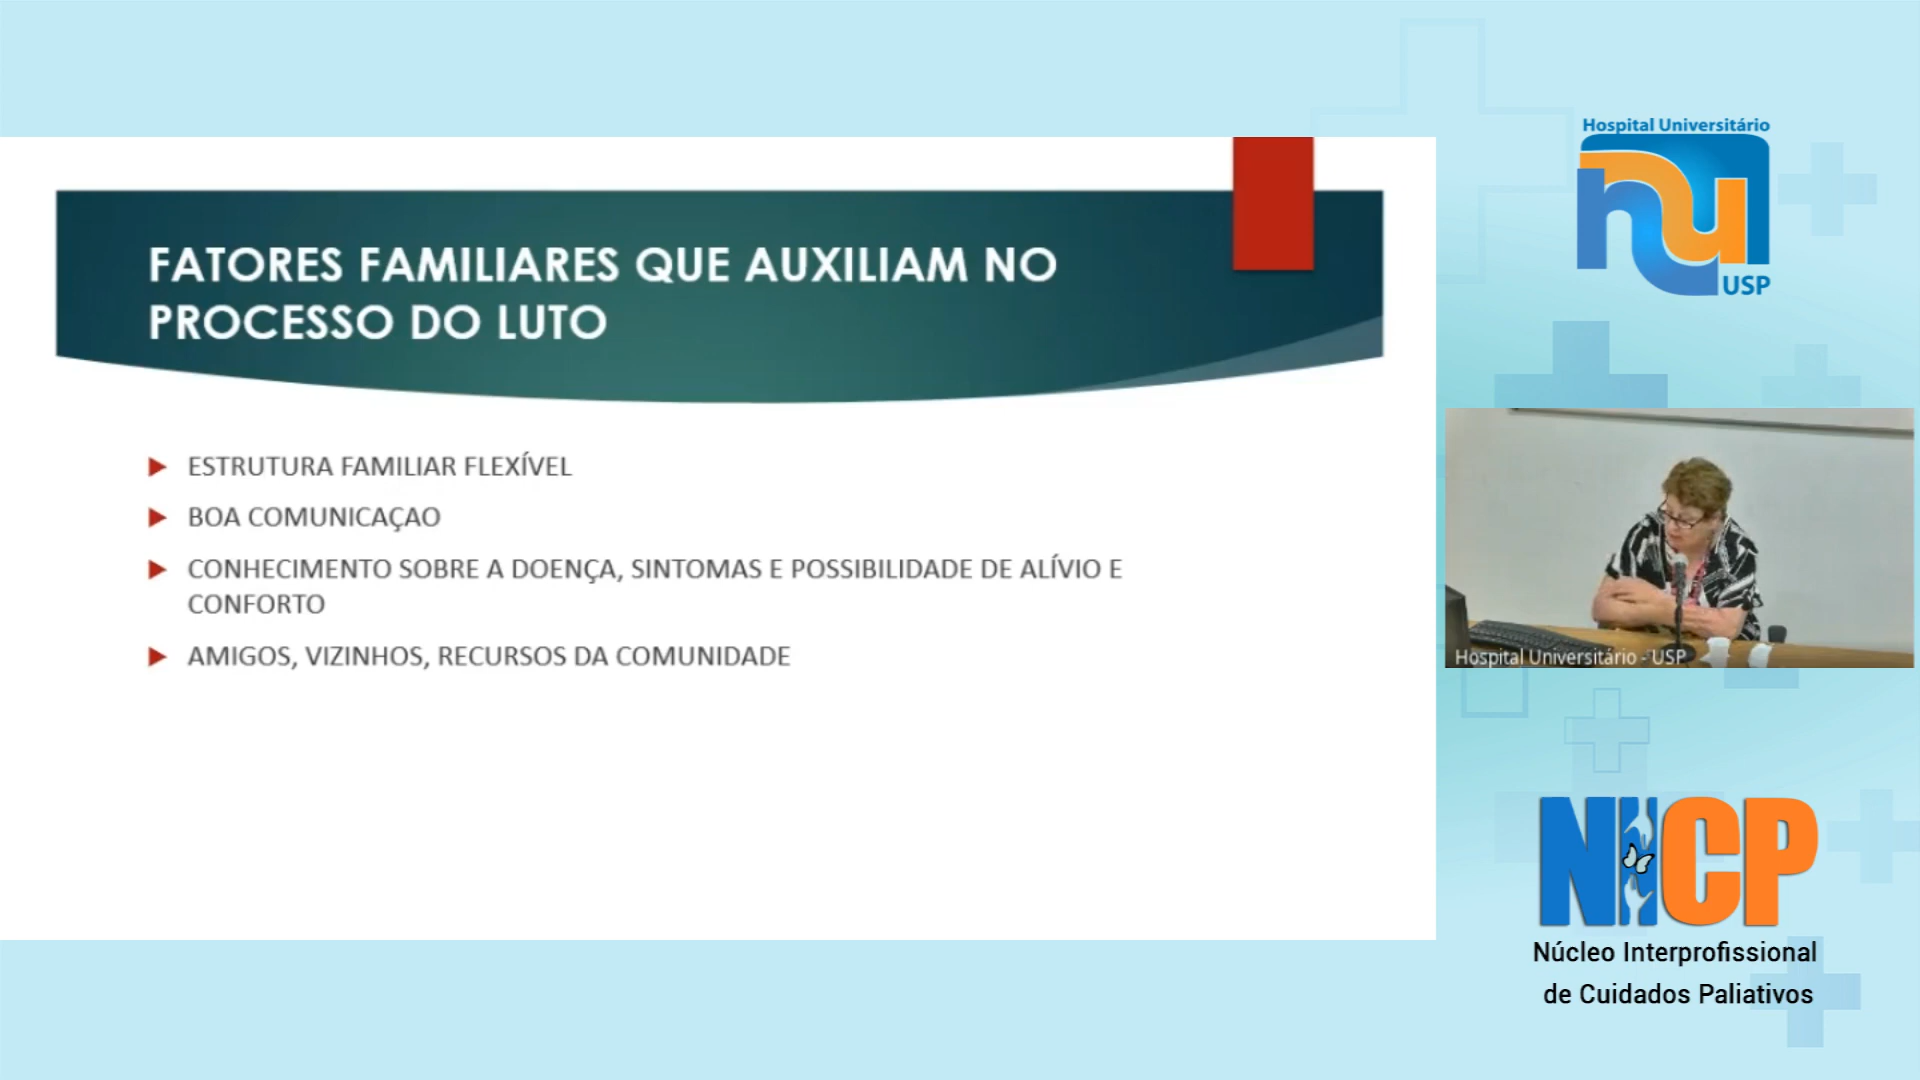 FATORES FAMILIARES QUE AUXILIAM NO
PROCESSO DO LUTO
ESTRUTURA FAMILIAR FLEXÍVEL
BOA COMUNICAÇAO
CONHECIMENTO SOBRE A DOENÇA, SINTOMAS E POSSIBILIDADE DE ALÍVIO E
CONFORTO
AMIGOS, VIZINHOS, RECURSOS DA COMUNIDADE
Hospital Universitário
hu
USP
Hospital Universitário - USP
NICP
Núcleo Interprofissional
de Cuidados Paliativos